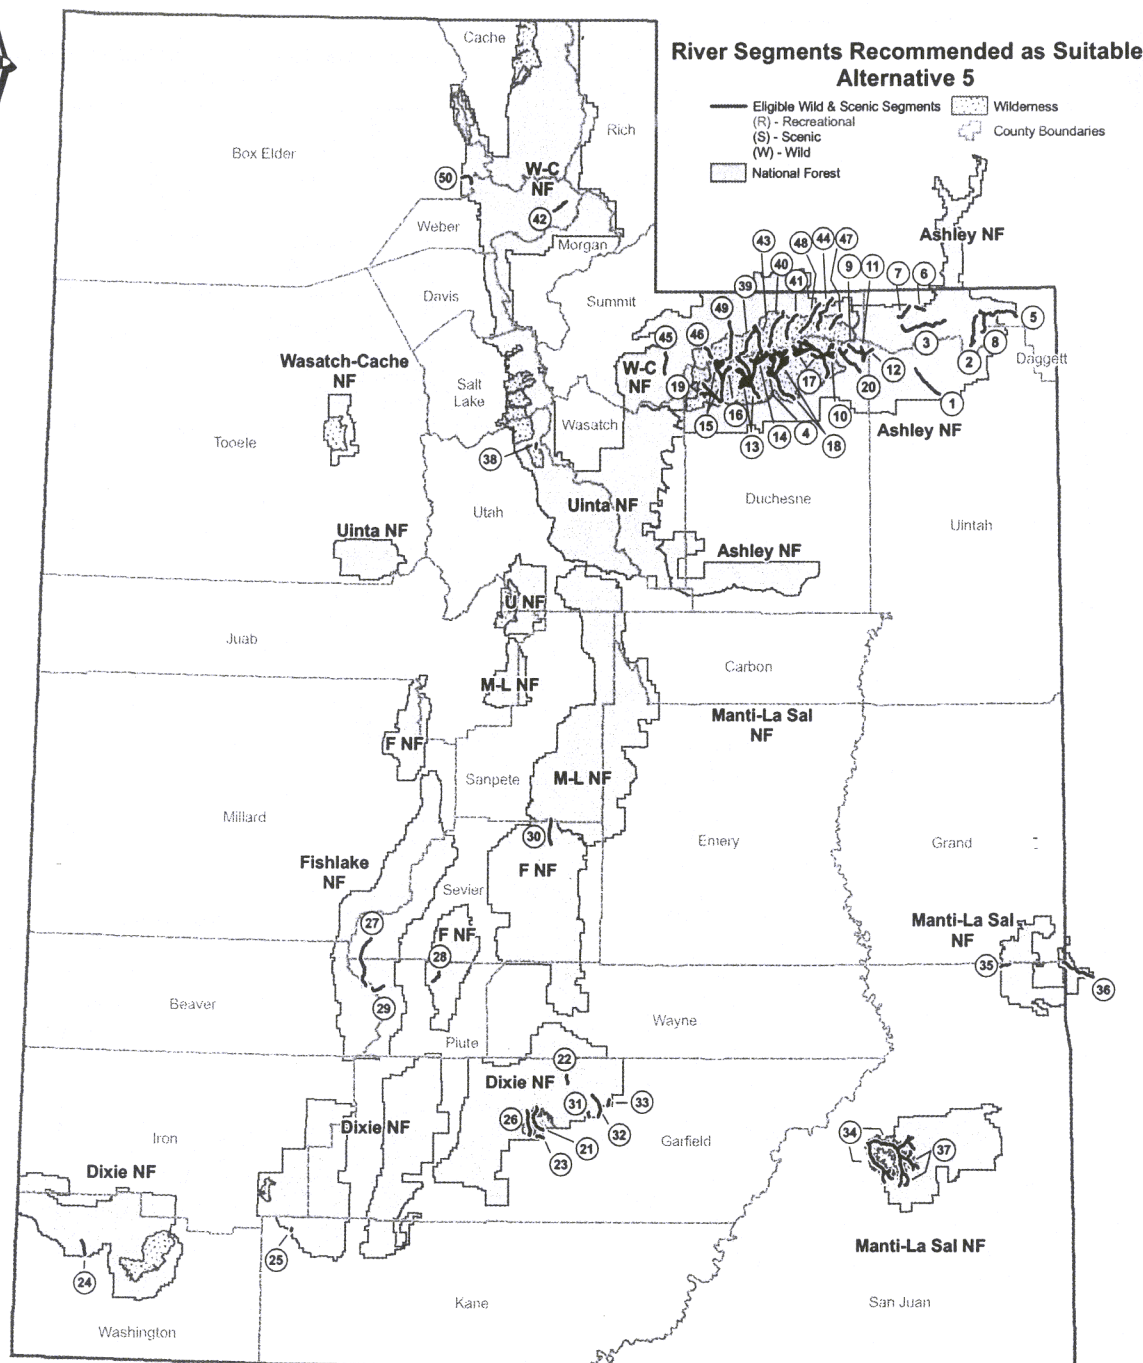 River Segments Recommended as Suitable
Alternative 5
Eligible Wild & Scenic Segments
(R) - Recreational
(S) - Scenic
(W) - Wild
National Forest
Wilderness
County Boundaries
Cache
Rich
Box Elder
50
W-C
NF
42
Weber
Morgan
Ashley NF
43
48
44
47
40
41
9
11
7
6
39
Davis
Summit
49
5
45
46
3
2
8
Daggett
Wasatch-Cache
NF
W-C
NF
12
Salt
Lake
19
17
20
1
15
16
10
Wasatch
13
14
4
18
Ashley NF
Tooele
38
Uinta NF
Duchesne
Utah
Uintah
Uinta NF
Ashley NF
U NF
Juab
Carbon
M-L NF
Manti-La Sal
NF
F NF
Sanpete
M-L NF
Millard
30
Emery
Grand
Fishlake
NF
F NF
Sevier
27
Manti-La Sal
NF
F NF
28
35
36
Beaver
29
Wayne
Piute
22
Dixie NF
31
33
26
32
Iron
Dixie NF
21
Garfield
34
23
37
Dixie NF
25
Manti-La Sal NF
24
Kane
San Juan
Washington